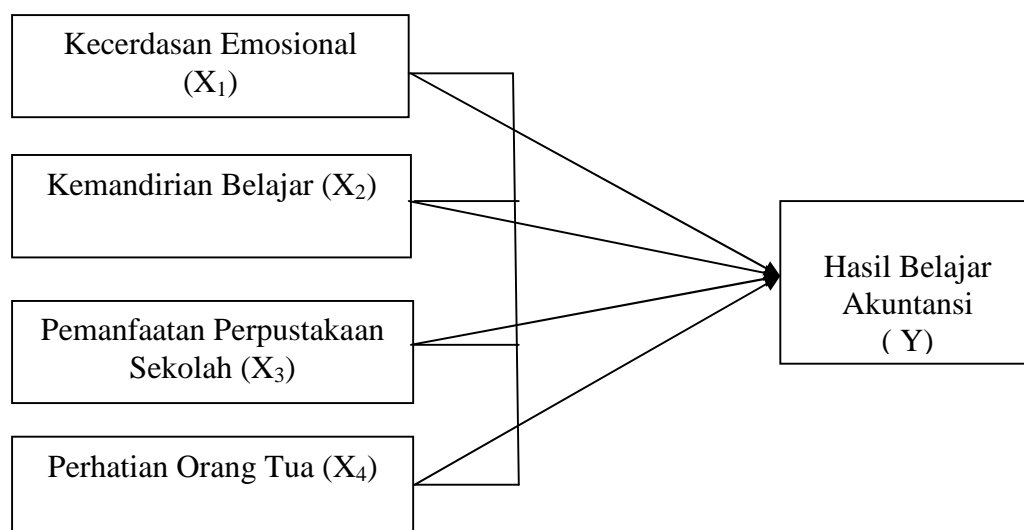 Kecerdasan Emosional
(X₁)
Kemandirian Belajar (X₂)
Pemanfaatan Perpustakaan
Sekolah (X₃)
Perhatian Orang Tua (X₄)
Hasil Belajar
Akuntansi
( Y)